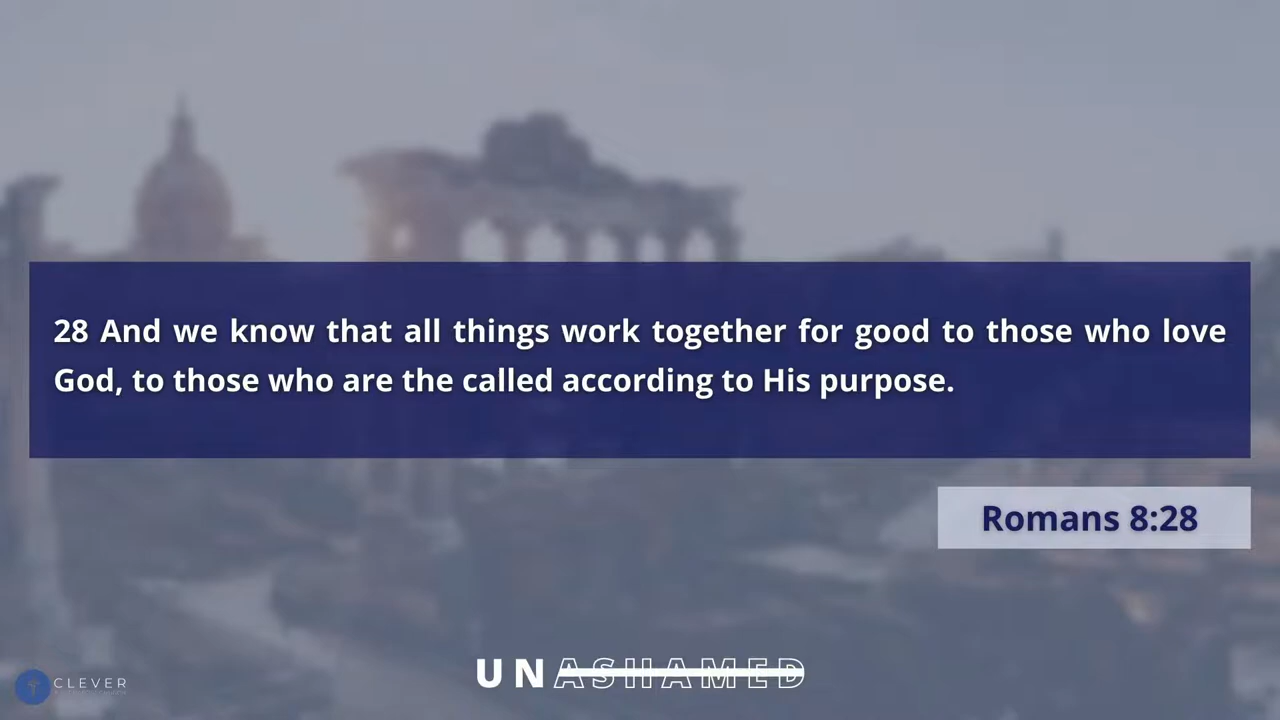 28 And we know that all things work together for good to those who love
God, to those who are the called according to His purpose.
Romans 8:28
UNASHAMED
CLEVER